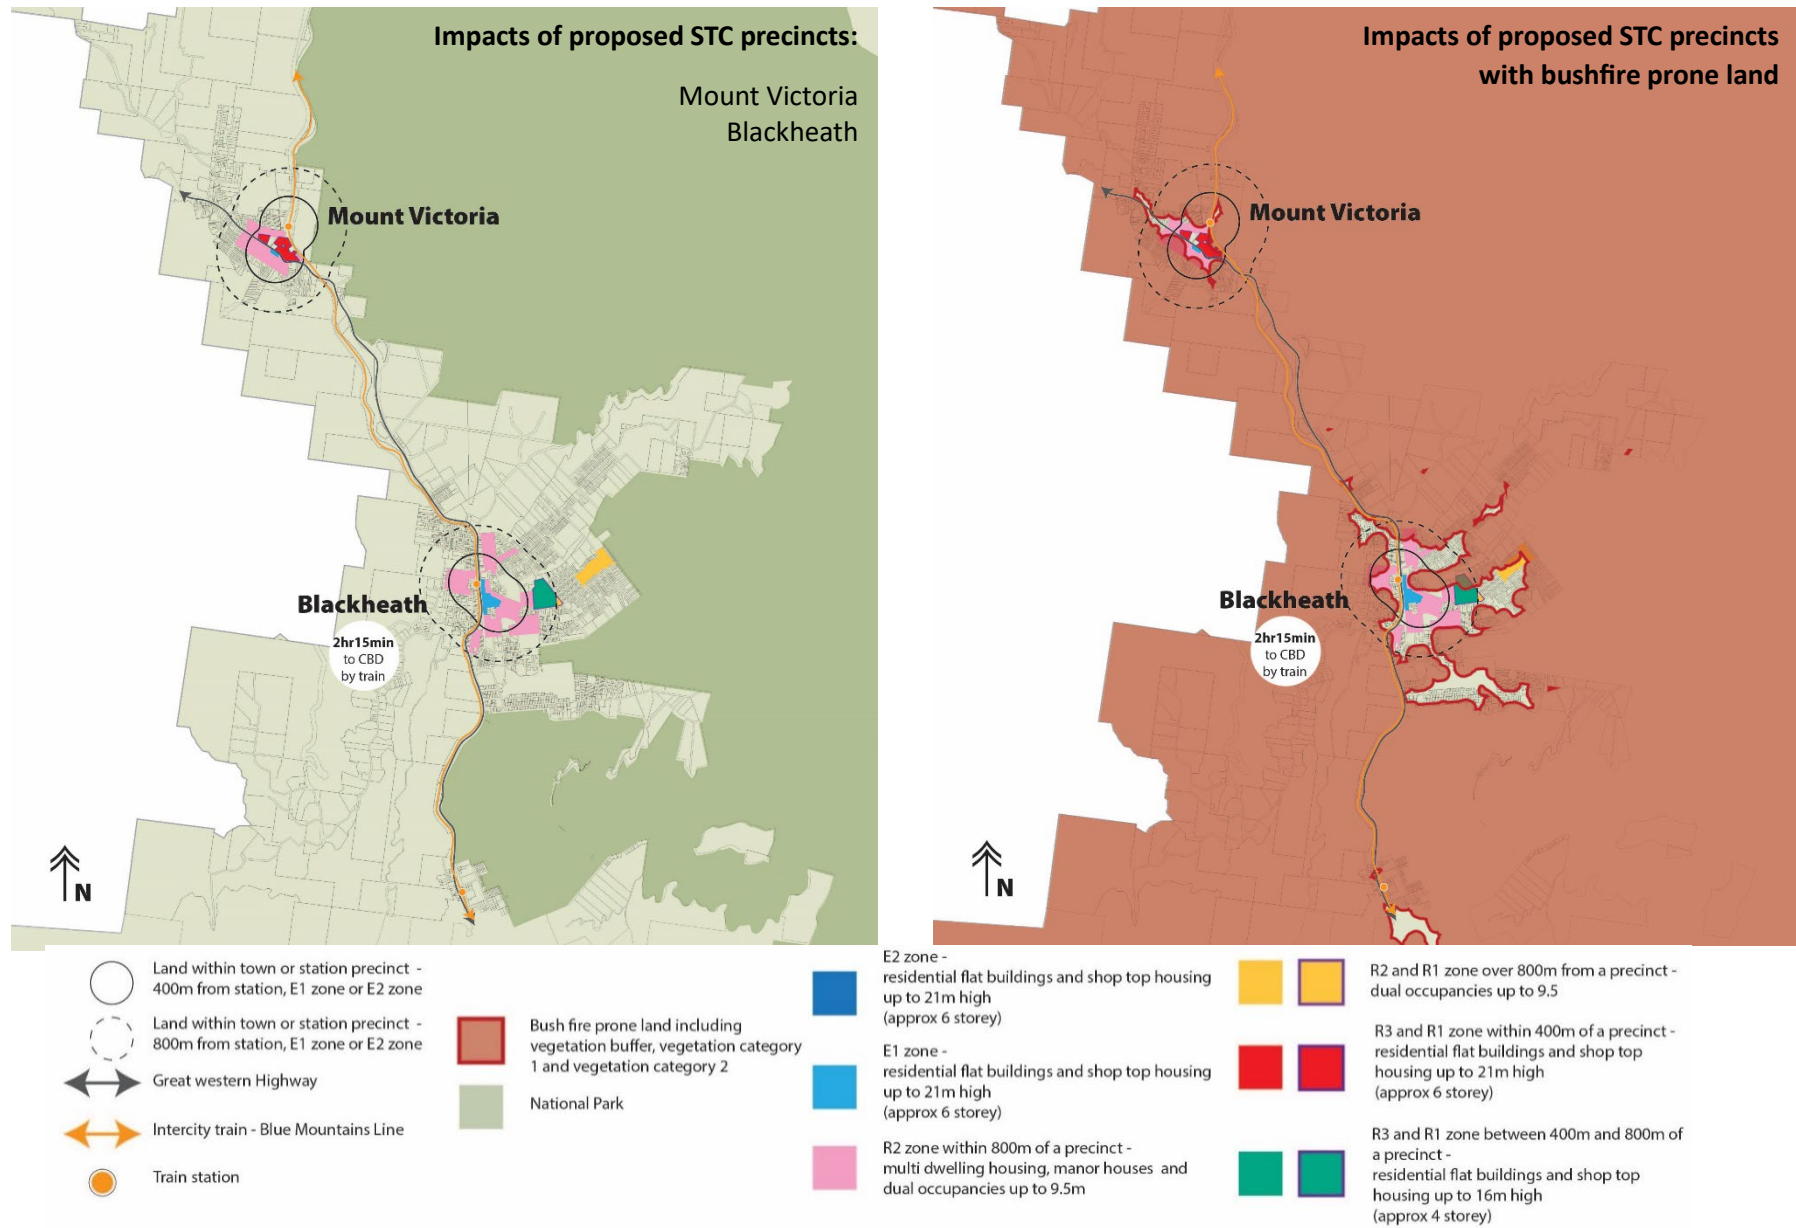 Impacts of proposed STC precincts:
Mount Victoria
Blackheath
Mount Victoria
Blackheath
2hr15min
to CBD
by train
N
Impacts of proposed STC precincts
with bushfire prone land
Mount Victoria
Blackheath
2hr15min
to CBD
by train
N
Land within town or station precinct -
400m from station, E1 zone or E2 zone
Land within town or station precinct -
800m from station, E1 zone or E2 zone
Great western Highway
Intercity train - Blue Mountains Line
Train station
Bush fire prone land including
vegetation buffer, vegetation category
1 and vegetation category 2
National Park
E2 zone -
residential flat buildings and shop top housing
up to 21m high
(approx 6 storey)
E1 zone -
residential flat buildings and shop top housing
up to 21m high
(approx 6 storey)
R2 zone within 800m of a precinct -
multi dwelling housing, manor houses and
dual occupancies up to 9.5m
R2 and R1 zone over 800m from a precinct -
dual occupancies up to 9.5
R3 and R1 zone within 400m of a precinct -
residential flat buildings and shop top
housing up to 21m high
(approx 6 storey)
R3 and R1 zone between 400m and 800m of
a precinct -
residential flat buildings and shop top
housing up to 16m high
(approx 4 storey)